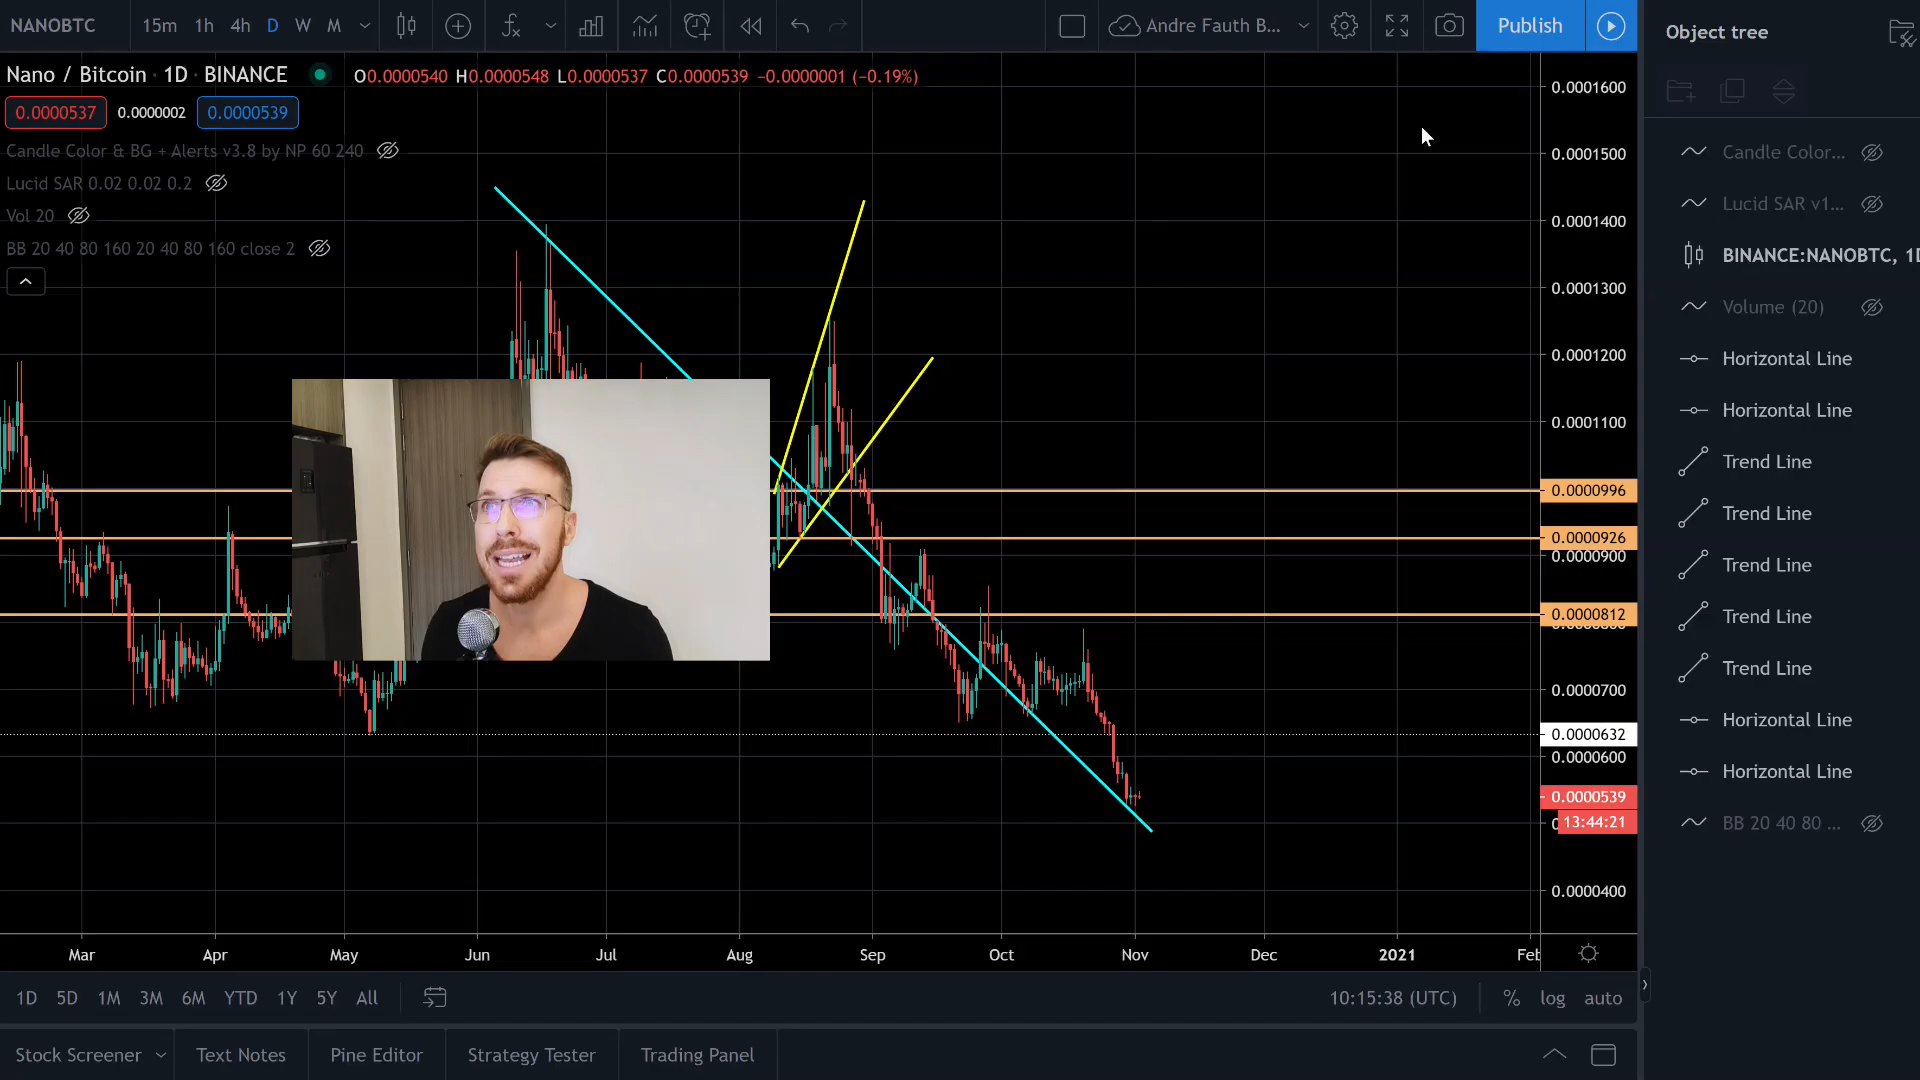 NANOBTC 15m 1h 4h D W M Andre Fauth B... Publish
Object tree
Nano / Bitcoin · 1D · BINANCE O0.0000540 H0.0000548 L0.0000537 C0.0000539 −0.0000001 (−0.19%)
0.0000537 0.0000002 0.0000539
Candle Color & BG + Alerts v3.8 by NP 60 240
Lucid SAR 0.02 0.02 0.2
Vol 20
BB 20 40 80 160 20 40 80 160 close 2
0.0001600
0.0001500
0.0001400
0.0001300
0.0001200
0.0001100
0.0000996
0.0000926
0.0000900
0.0000812
0.0000700
0.0000632
0.0000600
0.0000539
13:44:21
0.0000400
Mar Apr May Jun Jul Aug Sep Oct Nov Dec 2021 Feb
1D 5D 1M 3M 6M YTD 1Y 5Y All 10:15:38 (UTC) % log auto
Stock Screener Text Notes Pine Editor Strategy Tester Trading Panel
Candle Color...
Lucid SAR v1...
BINANCE:NANOBTC, 1D
Volume (20)
Horizontal Line
Horizontal Line
Trend Line
Trend Line
Trend Line
Trend Line
Trend Line
Horizontal Line
Horizontal Line
BB 20 40 80 ...